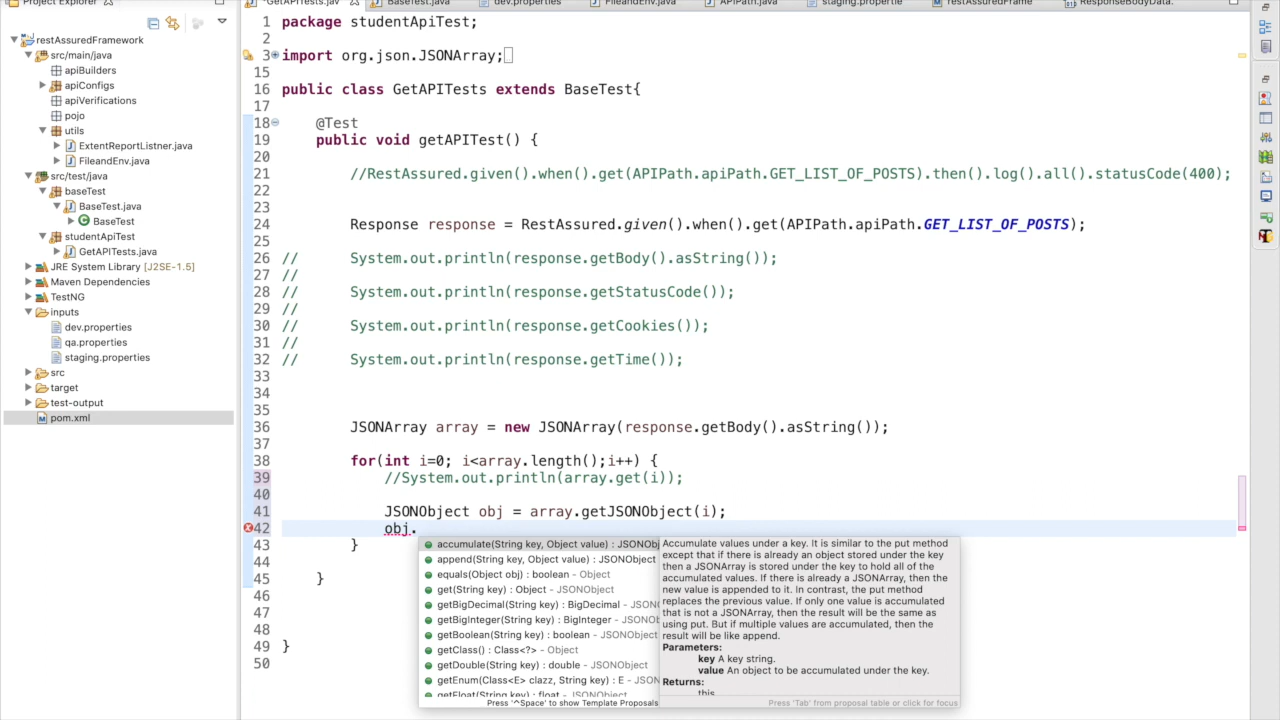 Project Explorer
*GetAPITests.jav
BaseTest.java
dev.properties
FileandEnv.java
APIPath.java
staging.propertie
restAssuredFrame
ResponseBodyData.
restAssuredFramework
src/main/java
apiBuilders
apiConfigs
apiVerifications
pojo
utils
ExtentReportListner.java
FileandEnv.java
src/test/java
baseTest
BaseTest.java
BaseTest
studentApiTest
GetAPITests.java
JRE System Library [J2SE-1.5]
Maven Dependencies
TestNG
inputs
dev.properties
qa.properties
staging.properties
src
target
test-output
pom.xml
1 package studentApiTest;
2
3 import org.json.JSONArray;
15
16 public class GetAPITests extends BaseTest{
17
18 @Test
19 public void getAPITest() {
20
21 //RestAssured.given().when().get(APIPath.apiPath.GET_LIST_OF_POSTS).then().log().all().statusCode(400);
22
23
24 Response response = RestAssured.given().when().get(APIPath.apiPath.GET_LIST_OF_POSTS);
25
26 // System.out.println(response.getBody().asString());
27 //
28 // System.out.println(response.getStatusCode());
29 //
30 // System.out.println(response.getCookies());
31 //
32 // System.out.println(response.getTime());
33
34
35
36 JSONArray array = new JSONArray(response.getBody().asString());
37
38 for(int i=0; i<array.length();i++) {
39 //System.out.println(array.get(i));
40
41 JSONObject obj = array.getJSONObject(i);
42 obj.
43 }
44
45 }
46
47
48
49 }
50
accumulate(String key, Object value) : JSONObj
append(String key, Object value) : JSONObject
equals(Object obj) : boolean - Object
get(String key) : Object - JSONObject
getBigDecimal(String key) : BigDecimal - JSON
getBigInteger(String key) : BigInteger - JSONO
getBoolean(String key) : boolean - JSONObject
getClass() : Class<?> - Object
getDouble(String key) : double - JSONObject
getEnum(Class<E> clazz, String key) : E - JSON
getFloat(String key) : float - JSONObject
Press '^Space' to show Template Proposals
Accumulate values under a key. It is similar to the put method
except that if there is already an object stored under the key
then a JSONArray is stored under the key to hold all of the
accumulated values. If there is already a JSONArray, then the
new value is appended to it. In contrast, the put method
replaces the previous value. If only one value is accumulated
that is not a JSONArray, then the result will be the same as
using put. But if multiple values are accumulated, then the
result will be like append.
Parameters:
key A key string.
value An object to be accumulated under the key.
Returns:
this.
Press 'Tab' from proposal table or click for focus